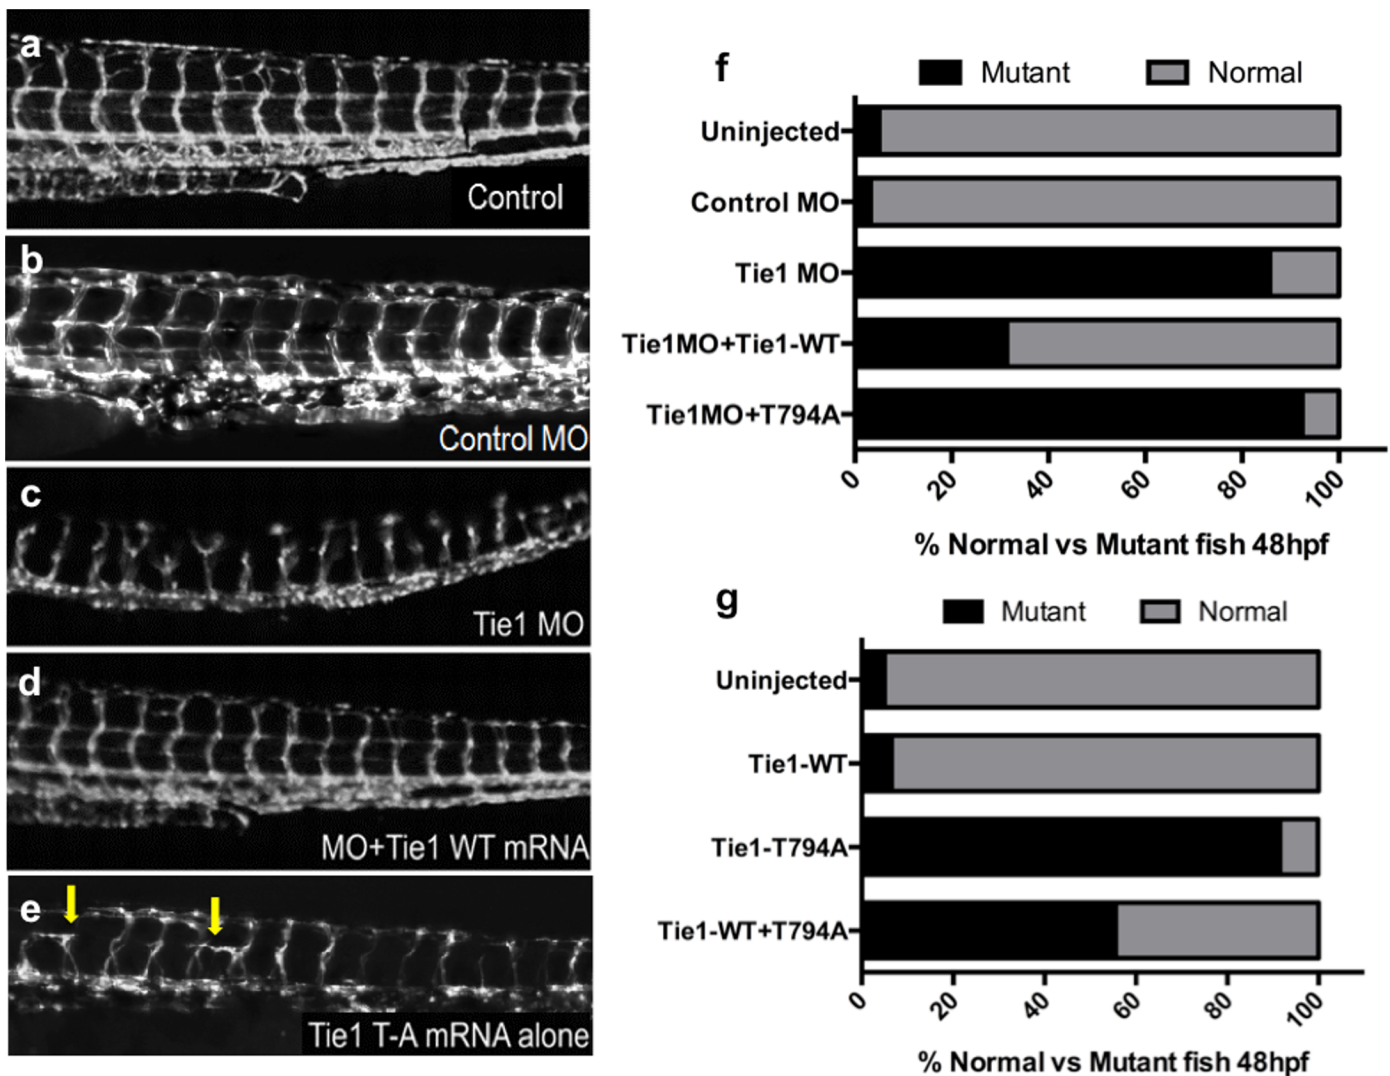 a
Control
b
Control MO
c
Tie1 MO
d
MO+Tie1 WT mRNA
e
Tie1 T-A mRNA alone
f
Mutant Normal
Uninjected
Control MO
Tie1 MO
Tie1MO+Tie1-WT
Tie1MO+T794A
0 20 40 60 80 100
% Normal vs Mutant fish 48hpf
g
Mutant Normal
Uninjected
Tie1-WT
Tie1-T794A
Tie1-WT+T794A
0 20 40 60 80 100
% Normal vs Mutant fish 48hpf